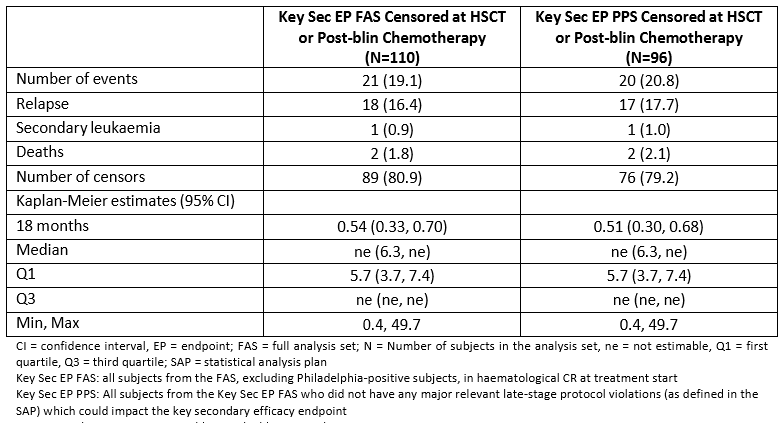 Key Sec EP FAS Censored at HSCT or Post-blin Chemotherapy (N=110) Key Sec EP PPS Censored at HSCT or Post-blin Chemotherapy (N=96)
Number of events 21 (19.1) 20 (20.8)
Relapse 18 (16.4) 17 (17.7)
Secondary leukaemia 1 (0.9) 1 (1.0)
Deaths 2 (1.8) 2 (2.1)
Number of censors 89 (80.9) 76 (79.2)
Kaplan-Meier estimates (95% CI)
18 months 0.54 (0.33, 0.70) 0.51 (0.30, 0.68)
Median ne (6.3, ne) ne (6.3, ne)
Q1 5.7 (3.7, 7.4) 5.7 (3.7, 7.4)
Q3 ne (ne, ne) ne (ne, ne)
Min, Max 0.4, 49.7 0.4, 49.7
CI = confidence interval, EP = endpoint; FAS = full analysis set; N = Number of subjects in the analysis set, ne = not estimable, Q1 = first
quartile, Q3 = third quartile; SAP = statistical analysis plan
Key Sec EP FAS: all subjects from the FAS, excluding Philadelphia-positive subjects, in haematological CR at treatment start
Key Sec EP PPS: All subjects from the Key Sec EP FAS who did not have any major relevant late-stage protocol violations (as defined in the
SAP) which could impact the key secondary efficacy endpoint